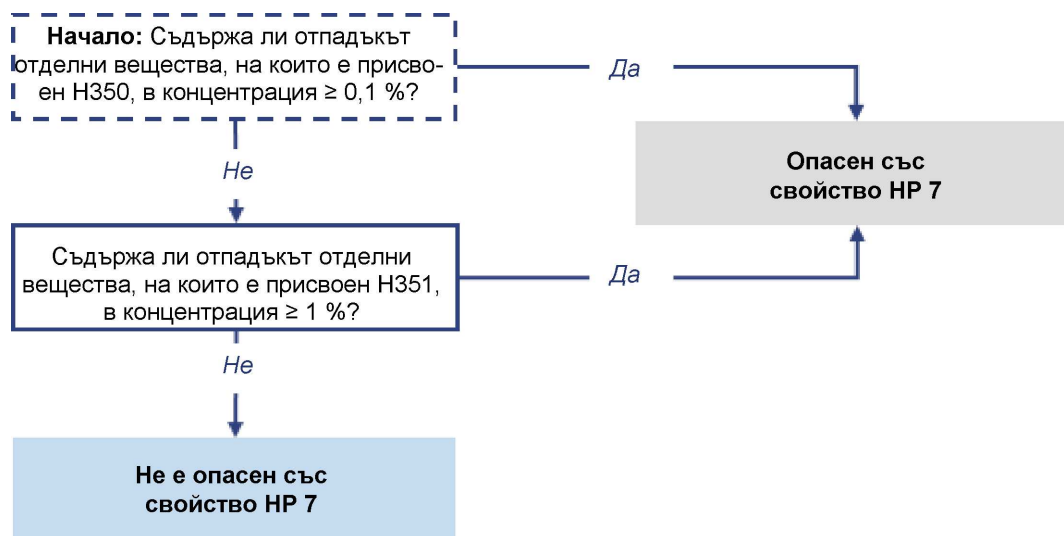 Начало: Съдържа ли отпадъкът
отделни вещества, на които е присво-
ен H350, в концентрация ≥ 0,1 %?
Да
Опасен със
свойство HP 7
Не
Съдържа ли отпадъкът отделни
вещества, на които е присвоен H351,
в концентрация ≥ 1 %?
Да
Не
Не е опасен със
свойство HP 7